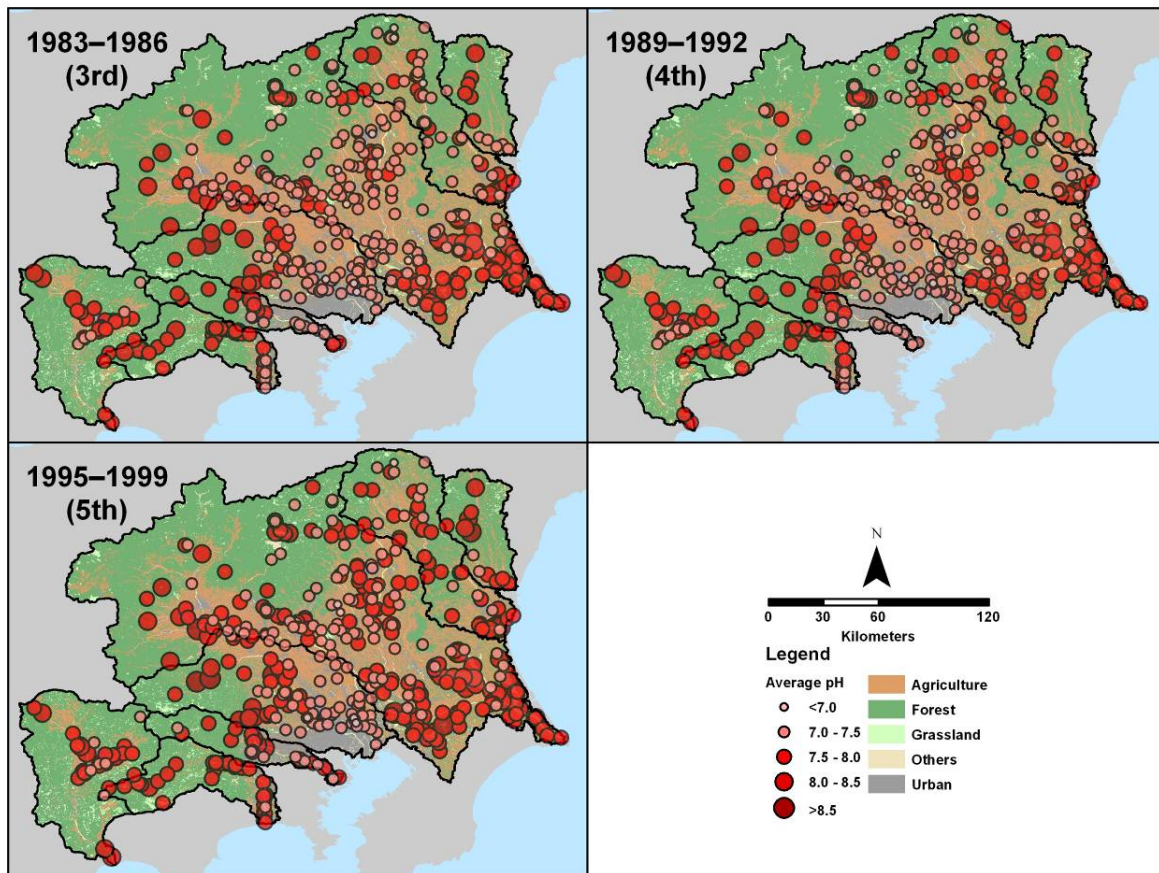 1983–1986
(3rd)
1989–1992
(4th)
1995–1999
(5th)
N
0 30 60 120
Kilometers
Legend
Average pH
<7.0
7.0 - 7.5
7.5 - 8.0
8.0 - 8.5
>8.5
Agriculture
Forest
Grassland
Others
Urban